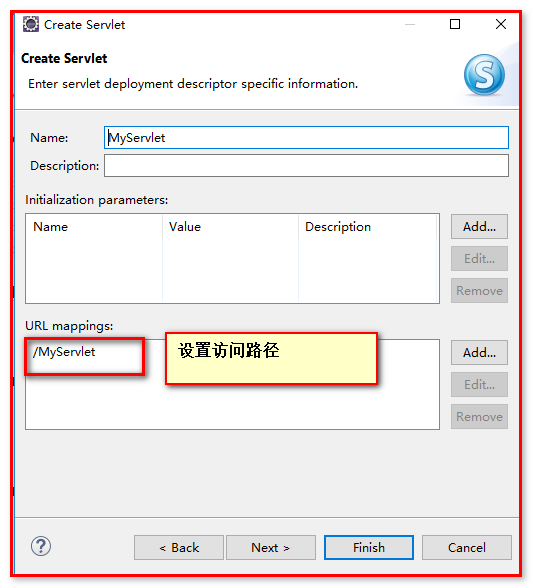 Create Servlet
Create Servlet
Enter servlet deployment descriptor specific information.
S
Name:
MyServlet
Description:
Initialization parameters:
Name Value Description
Add...
Edit...
Remove
URL mappings:
/MyServlet
设置访问路径
Add...
Edit...
Remove
?
< Back Next > Finish Cancel